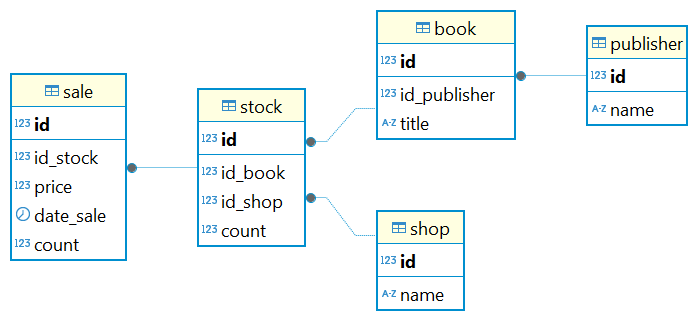 sale
123 id
123 id_stock
123 price
date_sale
123 count
stock
123 id
123 id_book
123 id_shop
123 count
book
123 id
123 id_publisher
A-Z title
publisher
123 id
A-Z name
shop
123 id
A-Z name